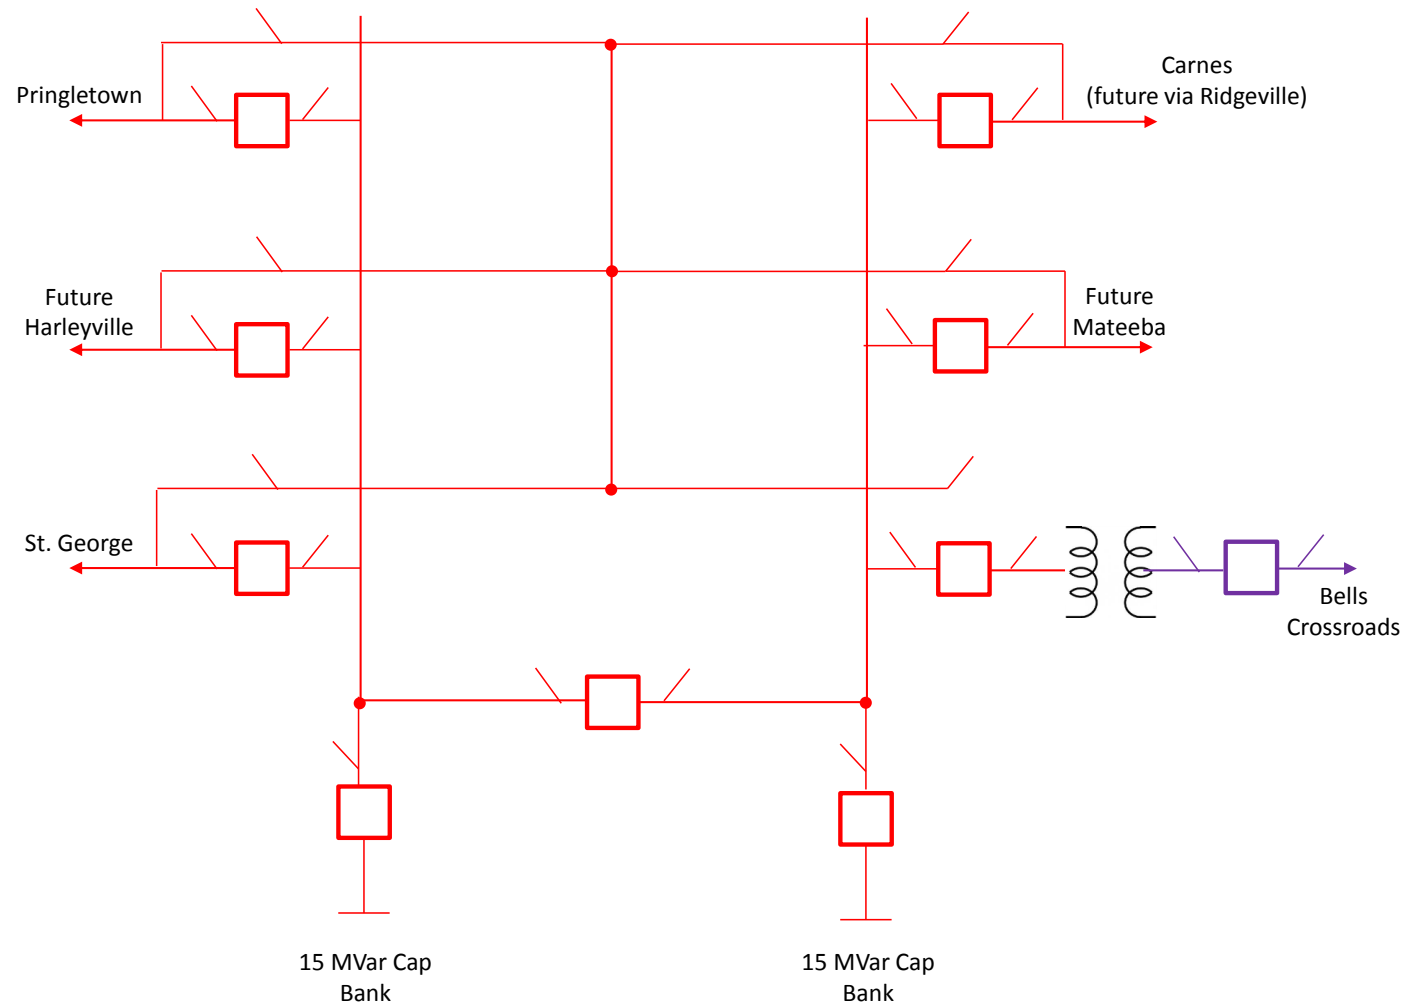 Pringletown
Carnes
(future via Ridgeville)
Future
Harleyville
Future
Mateeba
St. George
Bells
Crossroads
15 MVar Cap
Bank
15 MVar Cap
Bank